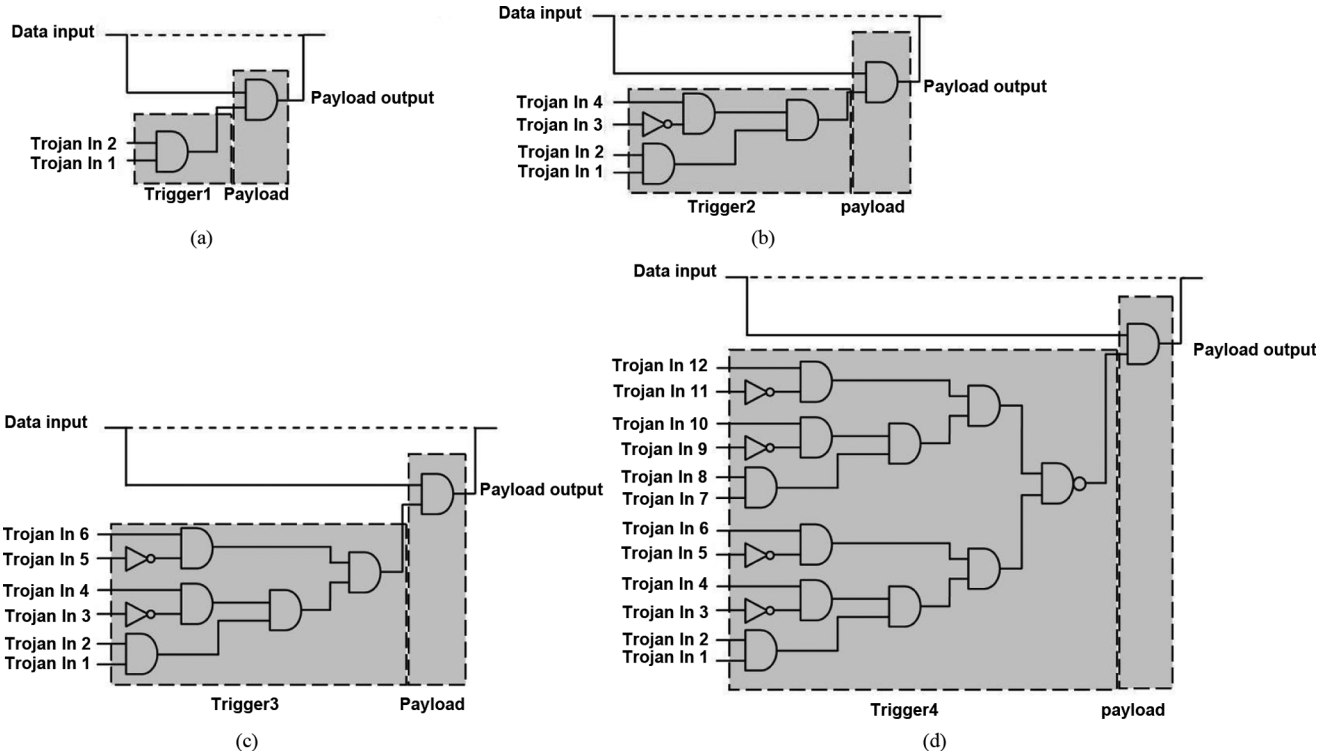 Data input
Payload output
Trojan In 2
Trojan In 1
Trigger1
Payload
(a)
Data input
Payload output
Trojan In 4
Trojan In 3
Trojan In 2
Trojan In 1
Trigger2
payload
(b)
Data input
Payload output
Trojan In 6
Trojan In 5
Trojan In 4
Trojan In 3
Trojan In 2
Trojan In 1
Trigger3
Payload
(c)
Data input
Payload output
Trojan In 12
Trojan In 11
Trojan In 10
Trojan In 9
Trojan In 8
Trojan In 7
Trojan In 6
Trojan In 5
Trojan In 4
Trojan In 3
Trojan In 2
Trojan In 1
Trigger4
payload
(d)